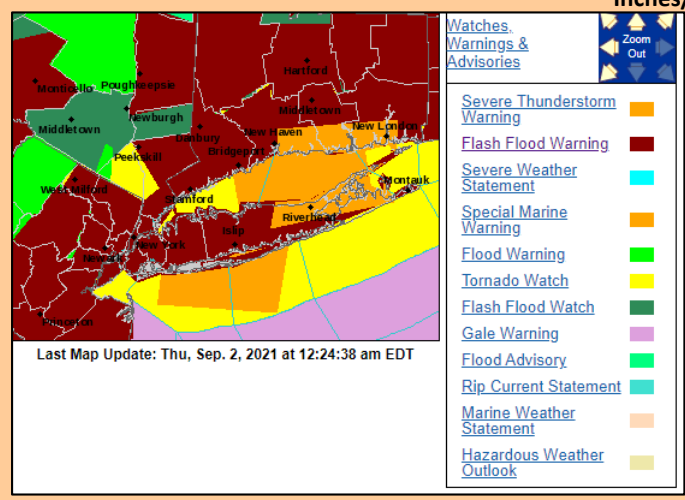 inches)
Watches,
Warnings &
Advisories
Zoom
Out
Hartford
Monticello
Poughkeepsie
Middletown
Newburgh
Middletown
New London
New Haven
Danbury
Bridgeport
Peekskill
West Milford
Montauk
Stamford
Riverhead
Islip
New York
Newark
Princeton
Last Map Update: Thu, Sep. 2, 2021 at 12:24:38 am EDT
Severe Thunderstorm
Warning
Flash Flood Warning
Severe Weather
Statement
Special Marine
Warning
Flood Warning
Tornado Watch
Flash Flood Watch
Gale Warning
Flood Advisory
Rip Current Statement
Marine Weather
Statement
Hazardous Weather
Outlook